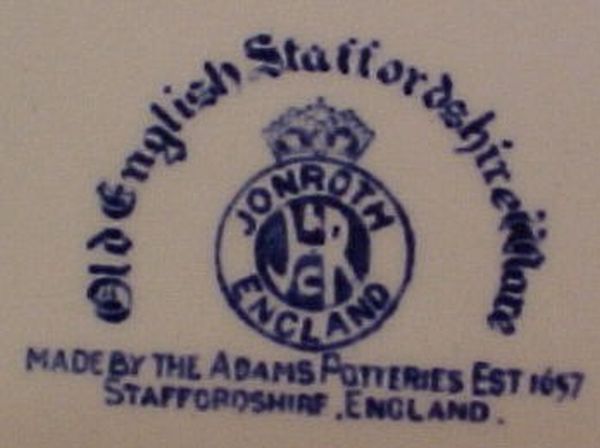 Old English Staffordshire Ware
JONROTH
ENGLAND
MADE BY THE ADAMS POTTERIES EST 1657
STAFFORDSHIRE, ENGLAND.